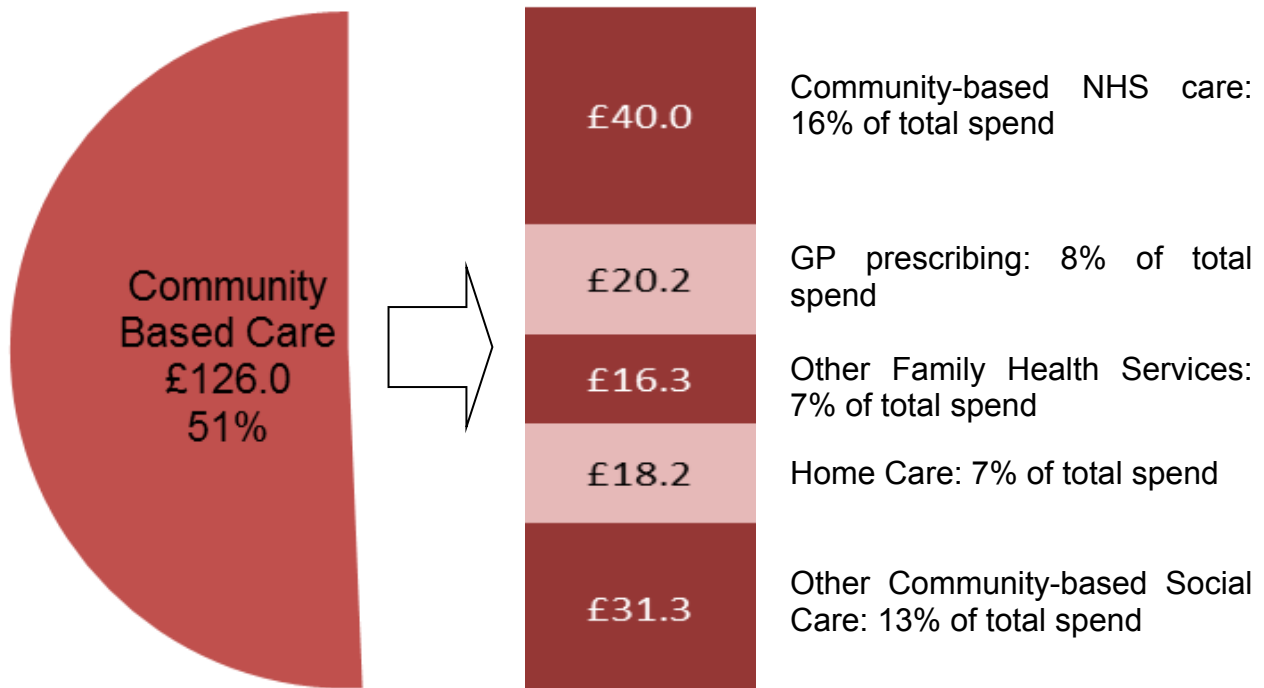 Community
Based Care
£126.0
51%
£40.0
Community-based NHS care:
16% of total spend
£20.2
GP prescribing: 8% of total
spend
£16.3
Other Family Health Services:
7% of total spend
£18.2
Home Care: 7% of total spend
£31.3
Other Community-based Social
Care: 13% of total spend